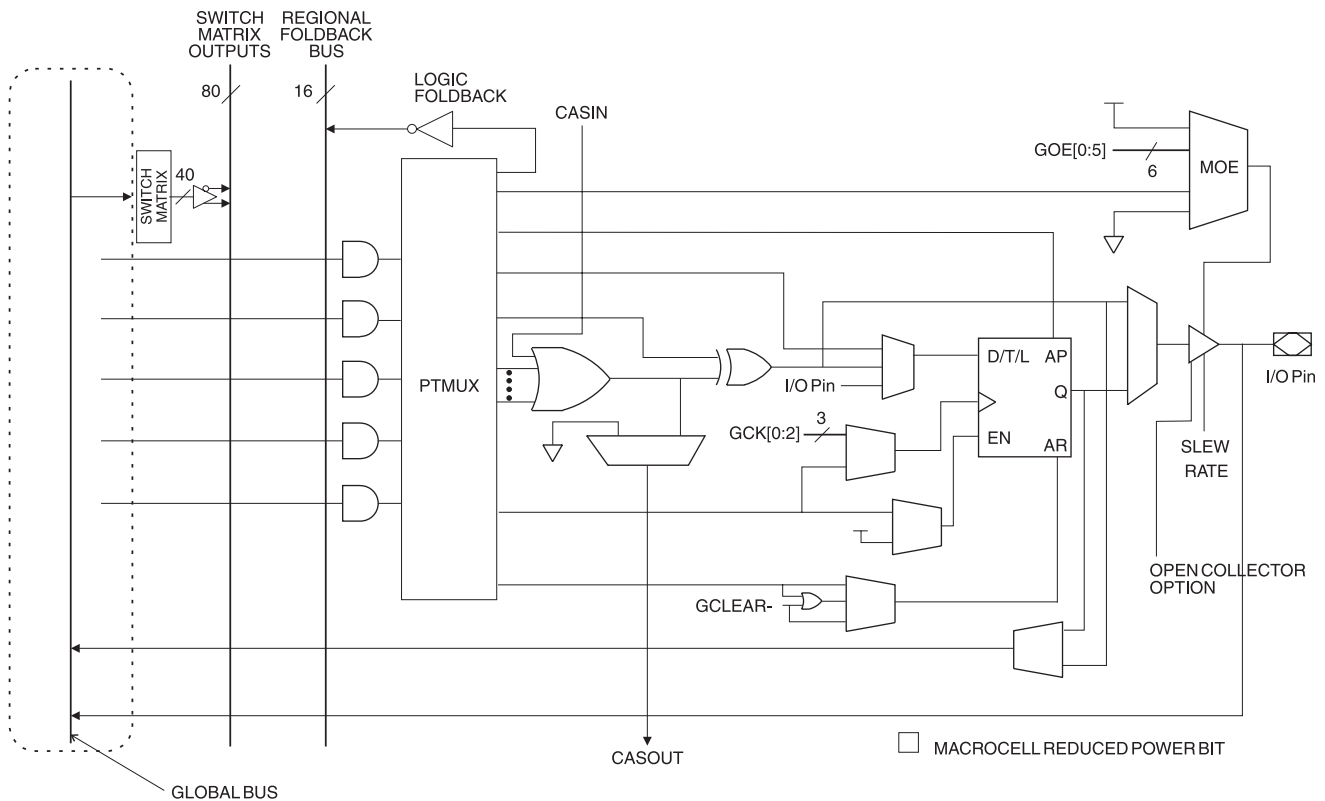 SWITCH
MATRIX
OUTPUTS
REGIONAL
FOLDBACK
BUS
80
16
LOGIC
FOLDBACK
CASIN
GOE[0:5]
6
MOE
SWITCH
MATRIX
40
PTMUX
I/O Pin
D/T/L AP
Q
EN
AR
GCK[0:2]
3
I/O Pin
SLEW
RATE
OPEN COLLECTOR
OPTION
GCLEAR-
CASOUT
MACROCELL REDUCED POWER BIT
GLOBAL BUS